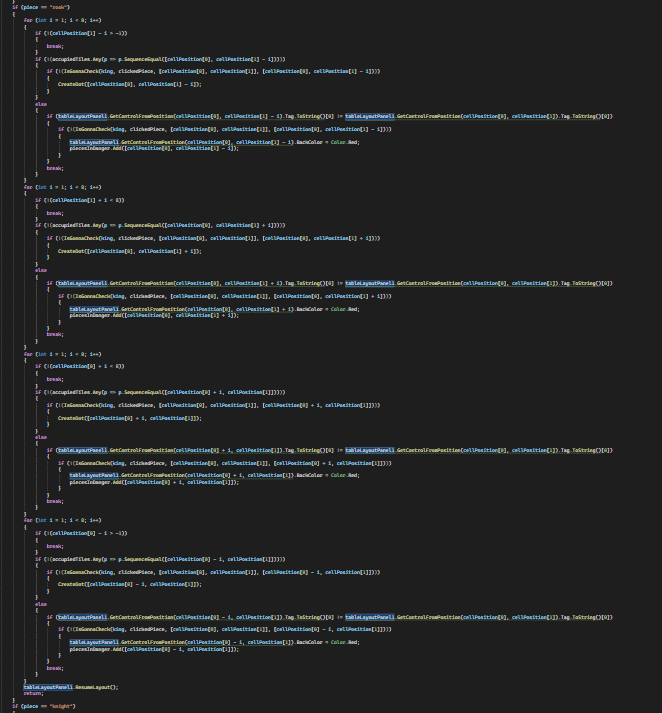 }
if (piece == "rook")
{
for (int i = 1; i < 8; i++)
{
if (!(cellPosition[1] - i > -1))
{
break;
}
if (!(occupiedTiles.Any(p => p.SequenceEqual([cellPosition[0], cellPosition[1] - i]))))
{
if (!(IsGonnaCheck(king, clickedPiece, [cellPosition[0], cellPosition[1]], [cellPosition[0], cellPosition[1] - i])))
{
CreateDot([cellPosition[0], cellPosition[1] - i]);
}
}
else
{
if (tableLayoutPanel1.GetControlFromPosition(cellPosition[0], cellPosition[1] - i).Tag.ToString()[0] != tableLayoutPanel1.GetControlFromPosition(cellPosition[0], cellPosition[1]).Tag.ToString()[0])
{
if (!(IsGonnaCheck(king, clickedPiece, [cellPosition[0], cellPosition[1]], [cellPosition[0], cellPosition[1] - i])))
{
tableLayoutPanel1.GetControlFromPosition(cellPosition[0], cellPosition[1] - i).BackColor = Color.Red;
piecesInDanger.Add([cellPosition[0], cellPosition[1] - i]);
}
}
break;
}
}
for (int i = 1; i < 8; i++)
{
if (!(cellPosition[1] + i < 8))
{
break;
}
if (!(occupiedTiles.Any(p => p.SequenceEqual([cellPosition[0], cellPosition[1] + i]))))
{
if (!(IsGonnaCheck(king, clickedPiece, [cellPosition[0], cellPosition[1]], [cellPosition[0], cellPosition[1] + i])))
{
CreateDot([cellPosition[0], cellPosition[1] + i]);
}
}
else
{
if (tableLayoutPanel1.GetControlFromPosition(cellPosition[0], cellPosition[1] + i).Tag.ToString()[0] != tableLayoutPanel1.GetControlFromPosition(cellPosition[0], cellPosition[1]).Tag.ToString()[0])
{
if (!(IsGonnaCheck(king, clickedPiece, [cellPosition[0], cellPosition[1]], [cellPosition[0], cellPosition[1] + i])))
{
tableLayoutPanel1.GetControlFromPosition(cellPosition[0], cellPosition[1] + i).BackColor = Color.Red;
piecesInDanger.Add([cellPosition[0], cellPosition[1] + i]);
}
}
break;
}
}
for (int i = 1; i < 8; i++)
{
if (!(cellPosition[0] + i < 8))
{
break;
}
if (!(occupiedTiles.Any(p => p.SequenceEqual([cellPosition[0] + i, cellPosition[1]]))))
{
if (!(IsGonnaCheck(king, clickedPiece, [cellPosition[0], cellPosition[1]], [cellPosition[0] + i, cellPosition[1]])))
{
CreateDot([cellPosition[0] + i, cellPosition[1]]);
}
}
else
{
if (tableLayoutPanel1.GetControlFromPosition(cellPosition[0] + i, cellPosition[1]).Tag.ToString()[0] != tableLayoutPanel1.GetControlFromPosition(cellPosition[0], cellPosition[1]).Tag.ToString()[0])
{
if (!(IsGonnaCheck(king, clickedPiece, [cellPosition[0], cellPosition[1]], [cellPosition[0] + i, cellPosition[1]])))
{
tableLayoutPanel1.GetControlFromPosition(cellPosition[0] + i, cellPosition[1]).BackColor = Color.Red;
piecesInDanger.Add([cellPosition[0] + i, cellPosition[1]]);
}
}
break;
}
}
for (int i = 1; i < 8; i++)
{
if (!(cellPosition[0] - i > -1))
{
break;
}
if (!(occupiedTiles.Any(p => p.SequenceEqual([cellPosition[0] - i, cellPosition[1]]))))
{
if (!(IsGonnaCheck(king, clickedPiece, [cellPosition[0], cellPosition[1]], [cellPosition[0] - i, cellPosition[1]])))
{
CreateDot([cellPosition[0] - i, cellPosition[1]]);
}
}
else
{
if (tableLayoutPanel1.GetControlFromPosition(cellPosition[0] - i, cellPosition[1]).Tag.ToString()[0] != tableLayoutPanel1.GetControlFromPosition(cellPosition[0], cellPosition[1]).Tag.ToString()[0])
{
if (!(IsGonnaCheck(king, clickedPiece, [cellPosition[0], cellPosition[1]], [cellPosition[0] - i, cellPosition[1]])))
{
tableLayoutPanel1.GetControlFromPosition(cellPosition[0] - i, cellPosition[1]).BackColor = Color.Red;
piecesInDanger.Add([cellPosition[0] - i, cellPosition[1]]);
}
}
break;
}
}
tableLayoutPanel1.ResumeLayout();
return;
}
if (piece == "knight")
{